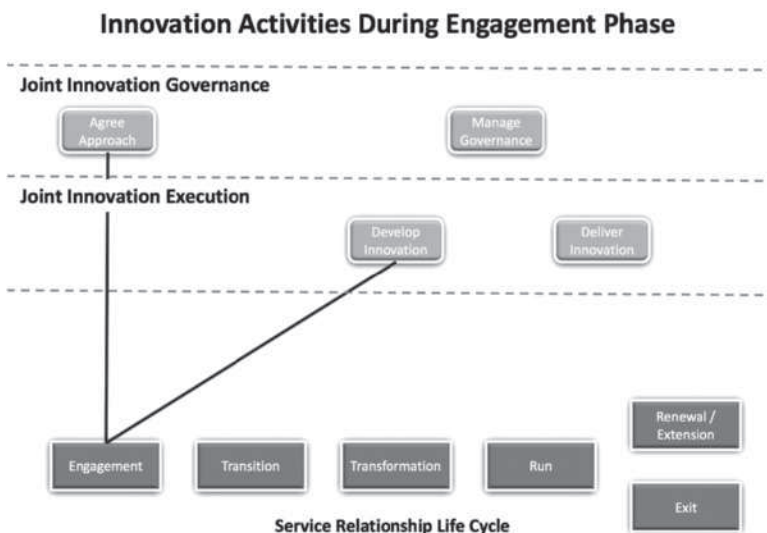 Innovation Activities During Engagement Phase
Joint Innovation Governance
Agree
Approach
Manage
Governance
Joint Innovation Execution
Develop
Innovation
Deliver
Innovation
Renewal /
Extension
Engagement
Transition
Transformation
Run
Exit
Service Relationship Life Cycle